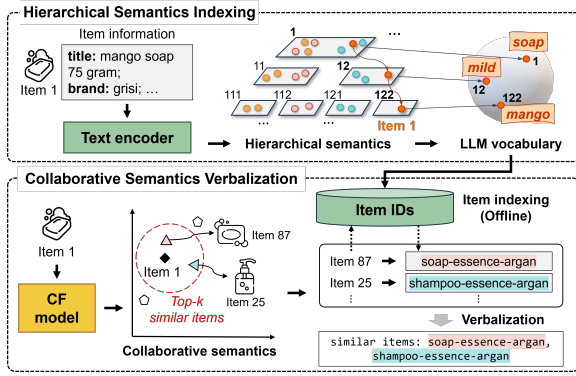 Hierarchical Semantics Indexing
Item information
title: mango soap
75 gram;
brand: grisi; …
Item 1
Text encoder
1
11
12
111
112
121
122
...
...
...
Item 1
Hierarchical semantics
soap
1
mild
12
122
mango
LLM vocabulary
Collaborative Semantics Verbalization
Item 1
CF
model
Item 87
Item 1
Item 25
Top-k
similar items
Collaborative semantics
Item IDs
Item indexing
(Offline)
Item 87
soap-essence-argan
Item 25
shampoo-essence-argan
Verbalization
similar items: soap-essence-argan,
shampoo-essence-argan